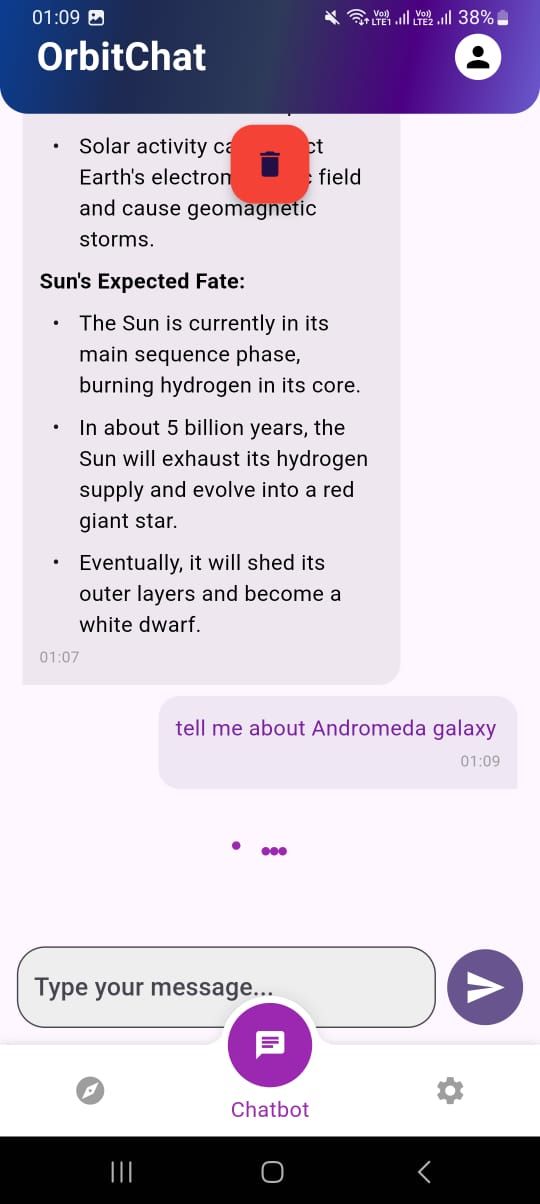 01:09 Vo)) LTE1 Vo)) LTE2 38%
OrbitChat
• Solar activity ct
Earth's field
and cause geomagnetic
storms.
Sun's Expected Fate:
• The Sun is currently in its
main sequence phase,
burning hydrogen in its core.
• In about 5 billion years, the
Sun will exhaust its hydrogen
supply and evolve into a red
giant star.
• Eventually, it will shed its
outer layers and become a
white dwarf.
01:07
tell me about Andromeda galaxy
01:09
Type your message...
Chatbot